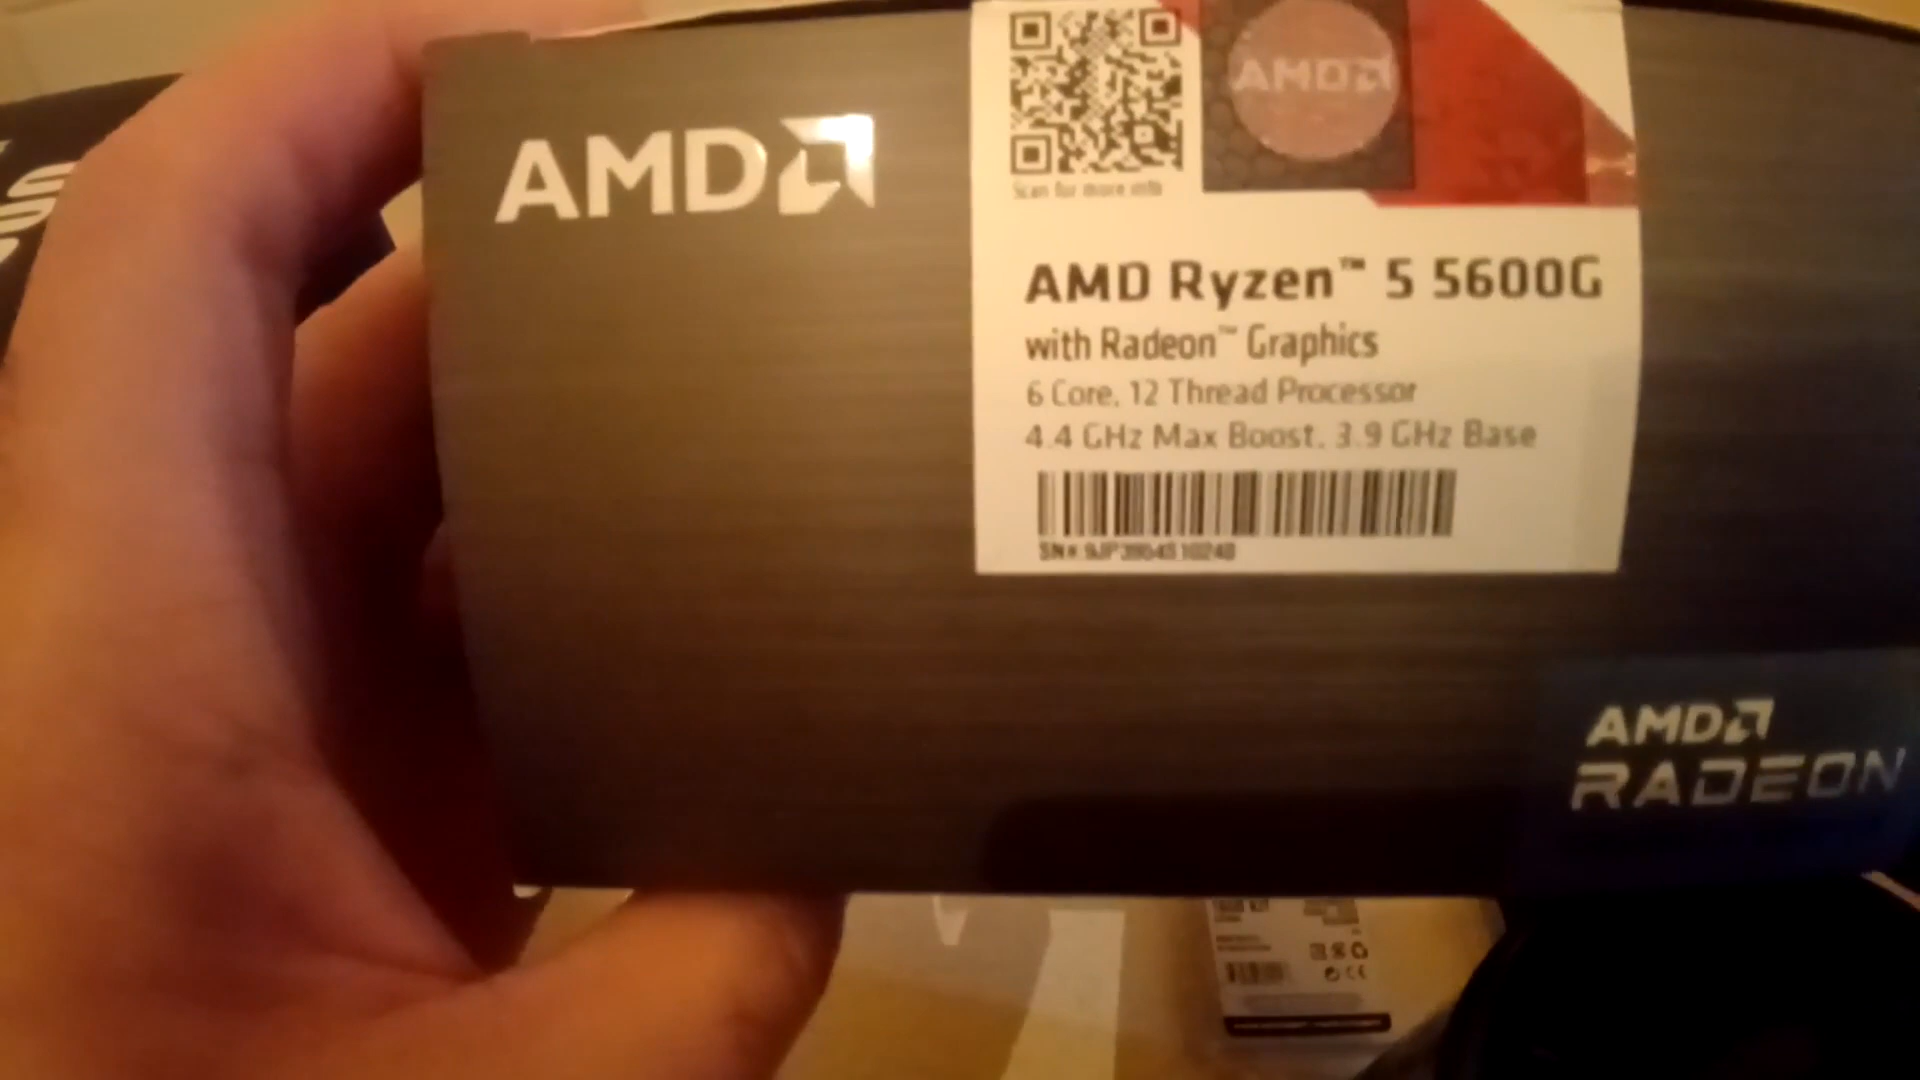 AMD
AMD
Scan for more info
AMD Ryzen™ 5 5600G
with Radeon™ Graphics
6 Core, 12 Thread Processor
4.4 GHz Max Boost, 3.9 GHz Base
SN#
AMD
RADEON